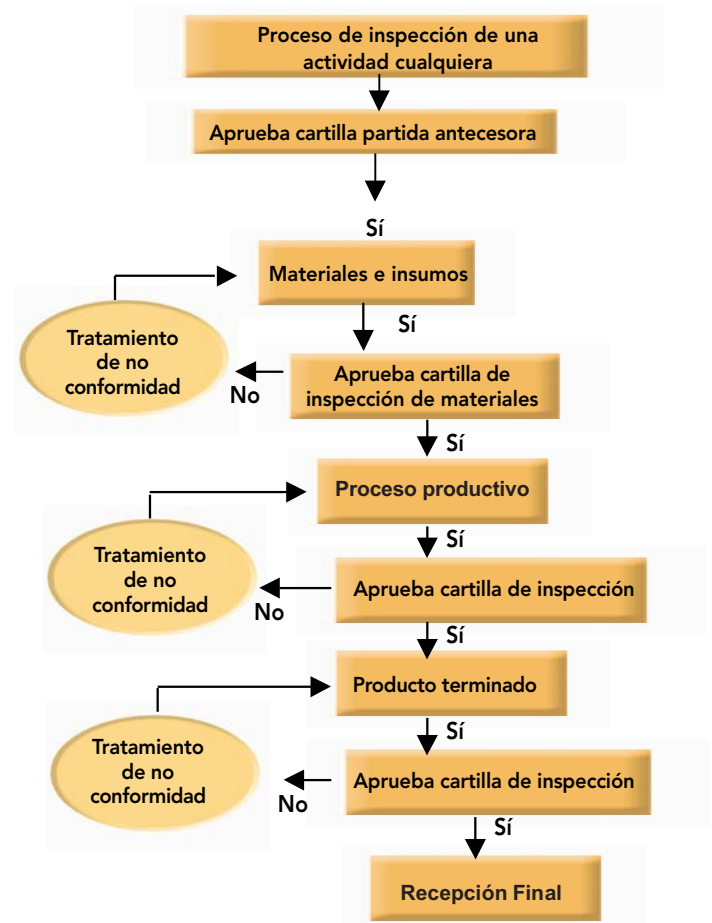 Proceso de inspección de una
actividad cualquiera
Aprueba cartilla partida antecesora
Sí
Materiales e insumos
Sí
Tratamiento
de no
conformidad
No
Aprueba cartilla de
inspección de materiales
Sí
Proceso productivo
Sí
Tratamiento
de no
conformidad
No
Aprueba cartilla de inspección
Sí
Producto terminado
Sí
Tratamiento
de no
conformidad
No
Aprueba cartilla de inspección
Sí
Recepción Final